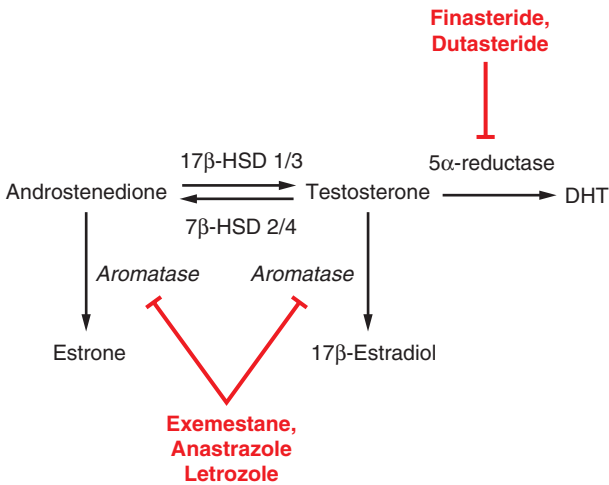 Finasteride,
Dutasteride
17β-HSD 1/3
5α-reductase
Androstenedione
Testosterone
DHT
7β-HSD 2/4
Aromatase
Aromatase
Estrone
17β-Estradiol
Exemestane,
Anastrazole
Letrozole